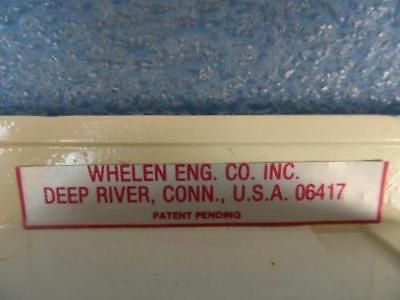 WHELEN ENG. CO. INC.
DEEP RIVER, CONN., U.S.A. 06417
PATENT PENDING